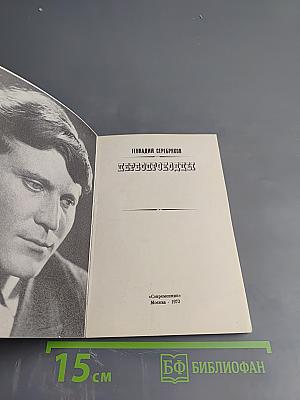 ГЕННАДИЙ СЕРЕБРЯКОВ
ПЕРВОПРОХОДЦЫ
«Современник»
Москва · 1973
15 см
БФ БИБЛИОФАН